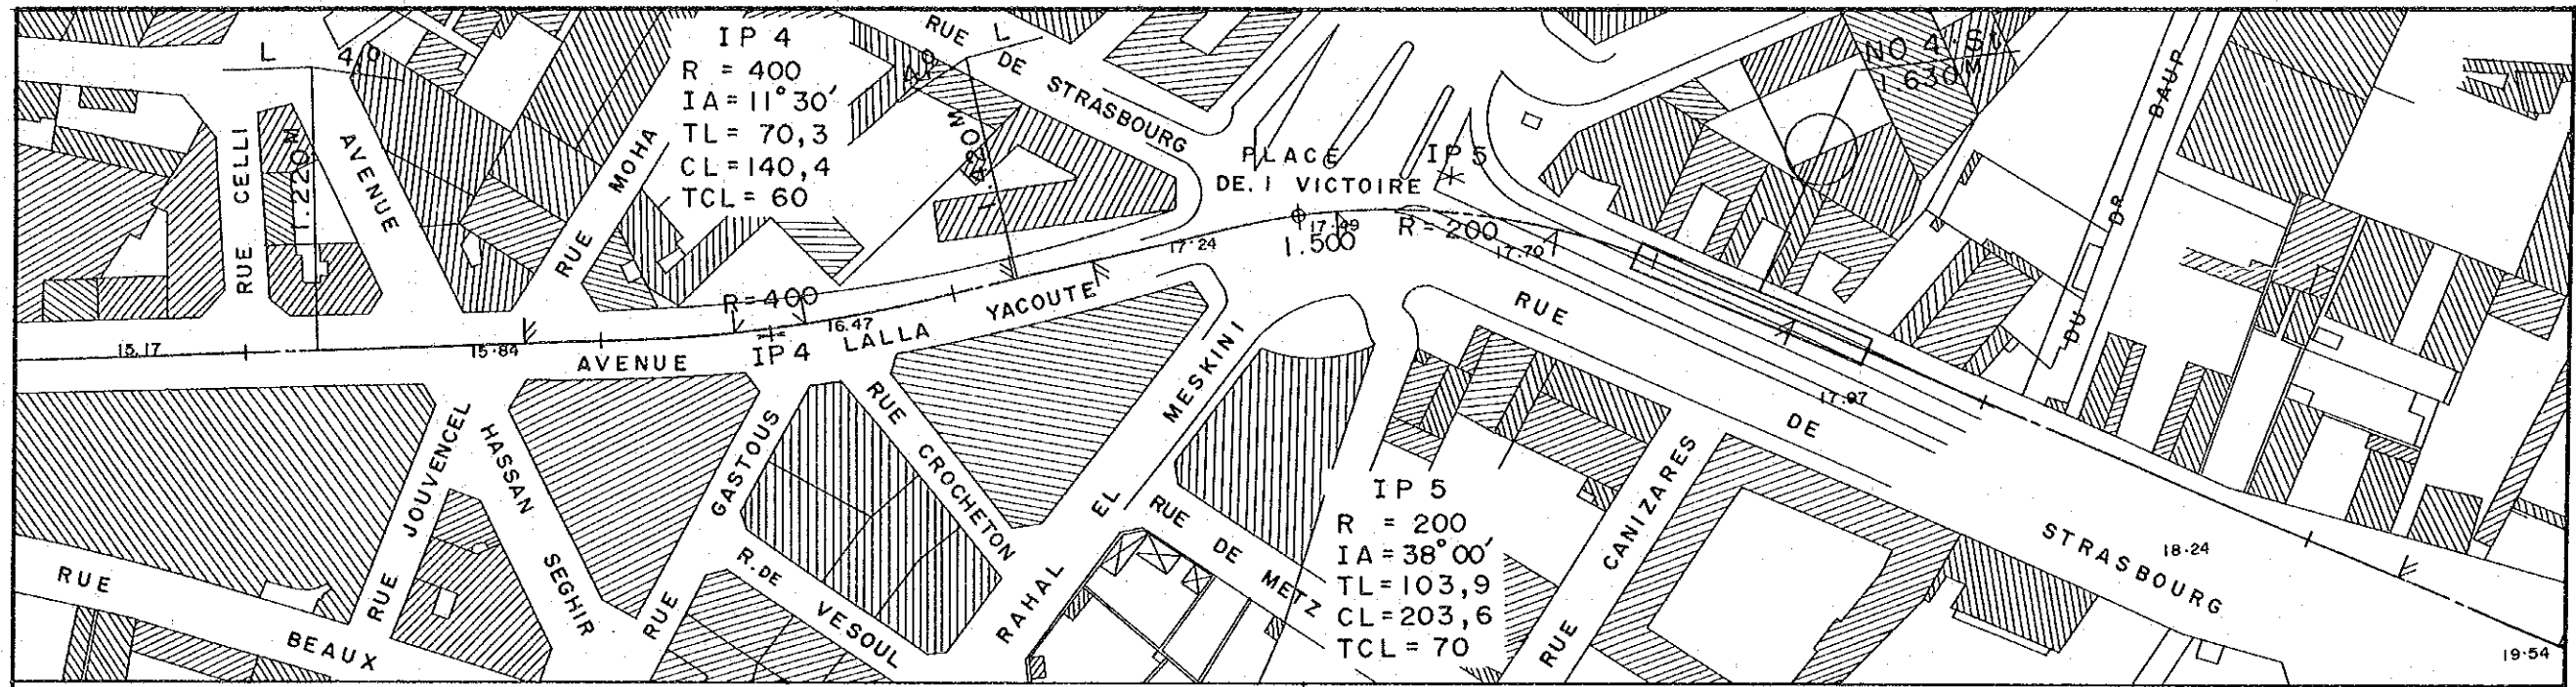 L
40
IP 4
R = 400
IA = 11°30′
TL = 70,3
CL = 140,4
TCL = 60
RUE
DE
STRASBOURG
L
NO 4·St
1.630M
DU DR BAUP
RUE CELLI
1.220M
AVENUE
RUE MOHA
PLACE
DE. I VICTOIRE
IP 5
17·49
1.500
R = 200
17·24
17·70
R=400
16.47
15.17
15·84
AVENUE
IP 4
LALLA
YACOUTE
RUE
DE
STRASBOURG
17·97
18·24
19·54
RUE JOUVENCEL
HASSAN
SEGHIR
RUE GASTOUS
RUE CROCHETON
RAHAL EL MESKINI
RUE
DE
METZ
RUE CANIZARES
R. DE
VESOUL
RUE
BEAUX
IP 5
R = 200
IA = 38°00′
TL = 103,9
CL = 203,6
TCL = 70